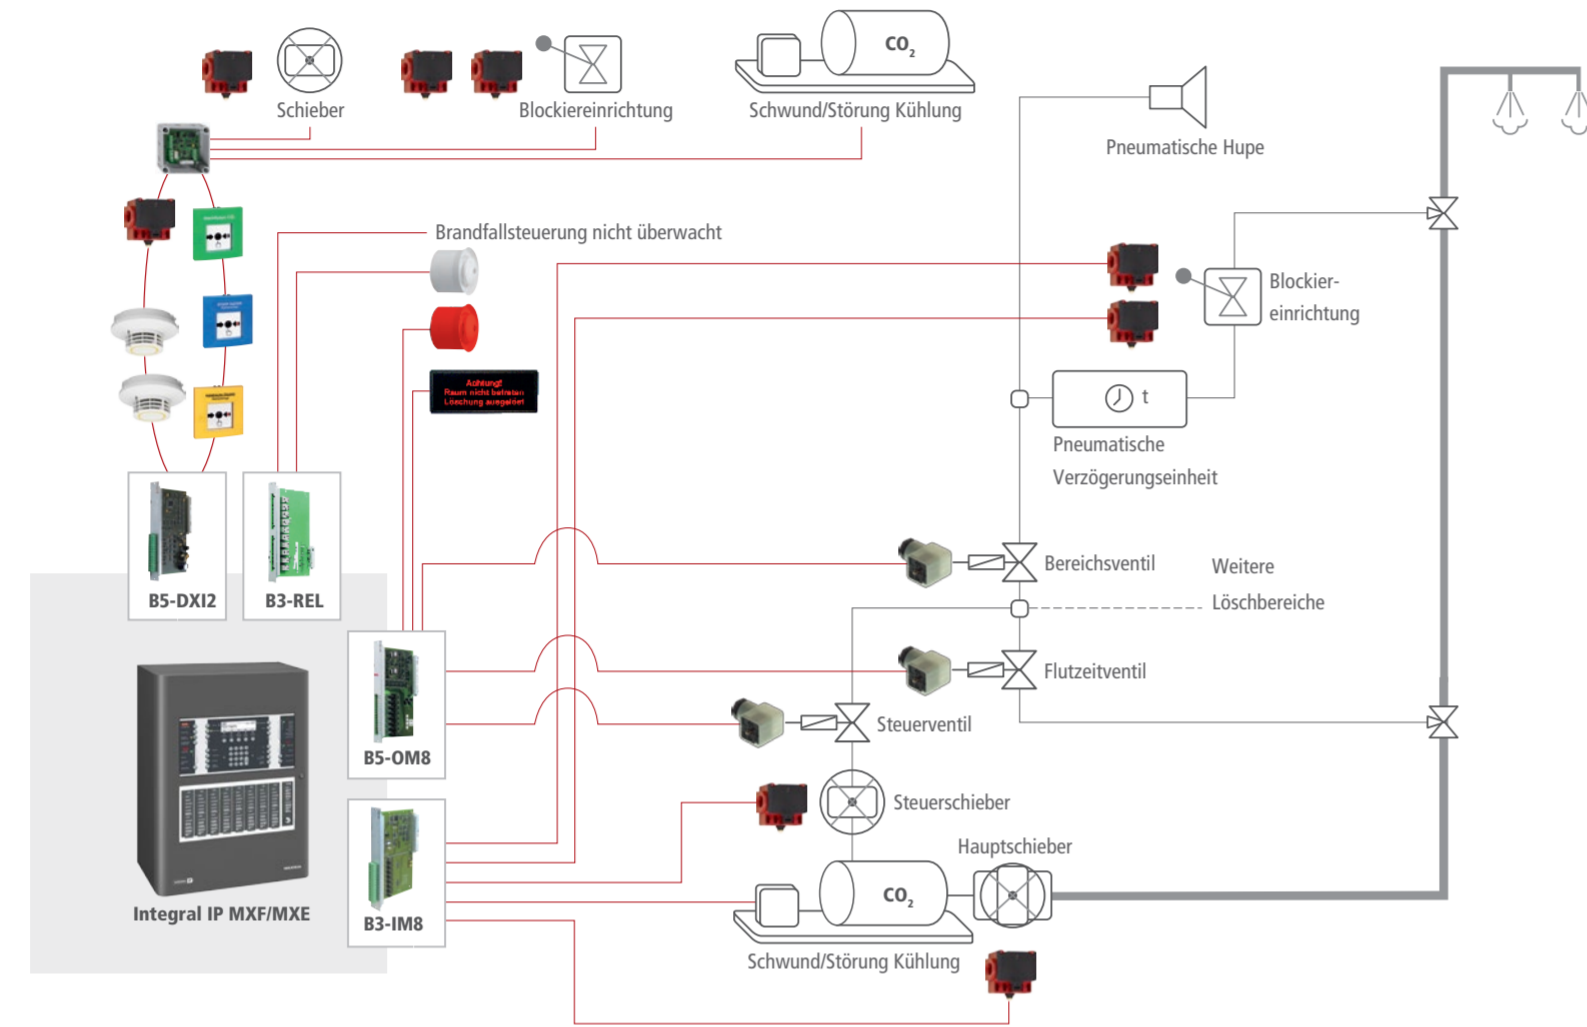 CO2
Schieber
Blockiereinrichtung
Schwund/Störung Kühlung
Pneumatische Hupe
Brandfallsteuerung nicht überwacht
Blockier-
einrichtung
Achtung!
Raum nicht betreten
Löschung ausgelöst
t
Pneumatische
Verzögerungseinheit
B5-DXI2
B3-REL
Bereichsventil
Weitere
Löschbereiche
Flutzeitventil
B5-OM8
Steuerventil
Steuerschieber
Hauptschieber
CO2
Integral IP MXF/MXE
B3-IM8
Schwund/Störung Kühlung